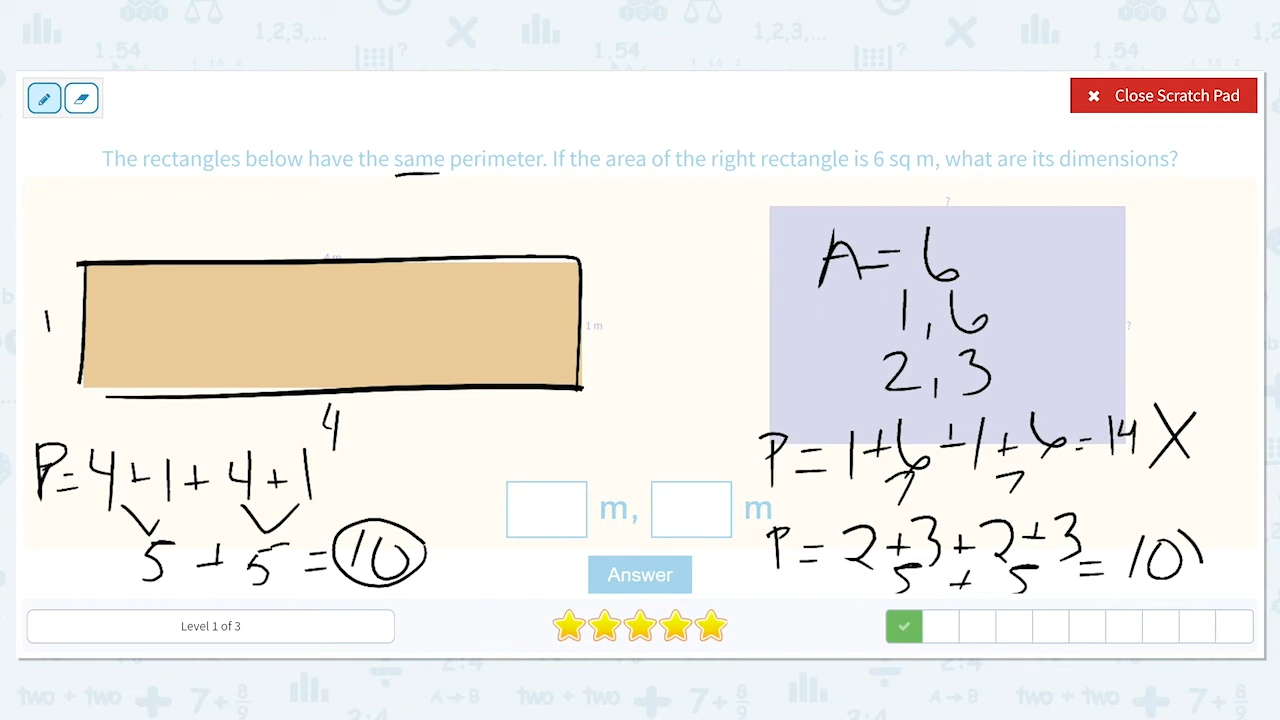 Close Scratch Pad
The rectangles below have the same perimeter. If the area of the right rectangle is 6 sq m, what are its dimensions?
?
4 m
1
1 m
?
A = 6
1, 6
2, 3
4
P = 4 + 1 + 4 + 1
5 + 5 = 10
P = 1 + 6 + 1 + 6 = 14 X
7 7
P = 2 + 3 + 2 + 3 = 10
5 + 5
m, m
Answer
Level 1 of 3